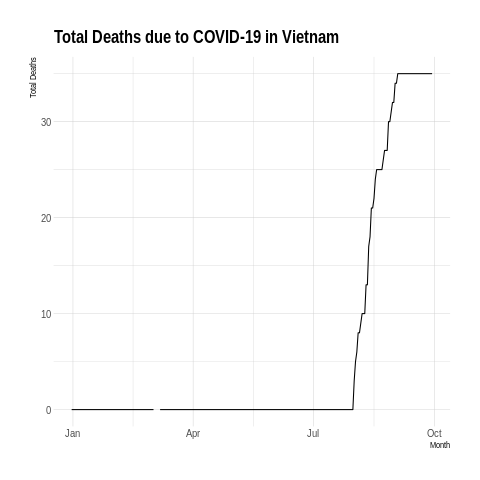 Total Deaths due to COVID-19 in Vietnam
Total Deaths
30
20
10
0
Jan Apr Jul Oct
Month